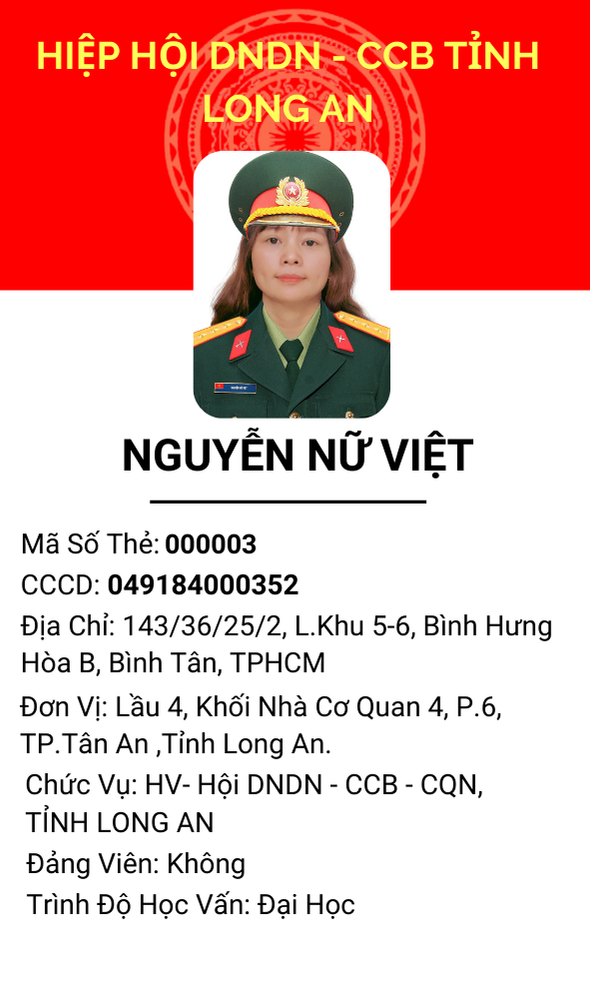 HIỆP HỘI DNDN - CCB TỈNH
LONG AN
NGUYỄN NỮ VIỆT
Mã Số Thẻ: 000003
CCCD: 049184000352
Địa Chỉ: 143/36/25/2, L.Khu 5-6, Bình Hưng
Hòa B, Bình Tân, TPHCM
Đơn Vị: Lầu 4, Khối Nhà Cơ Quan 4, P.6,
TP.Tân An ,Tỉnh Long An.
Chức Vụ: HV- Hội DNDN - CCB - CQN,
TỈNH LONG AN
Đảng Viên: Không
Trình Độ Học Vấn: Đại Học